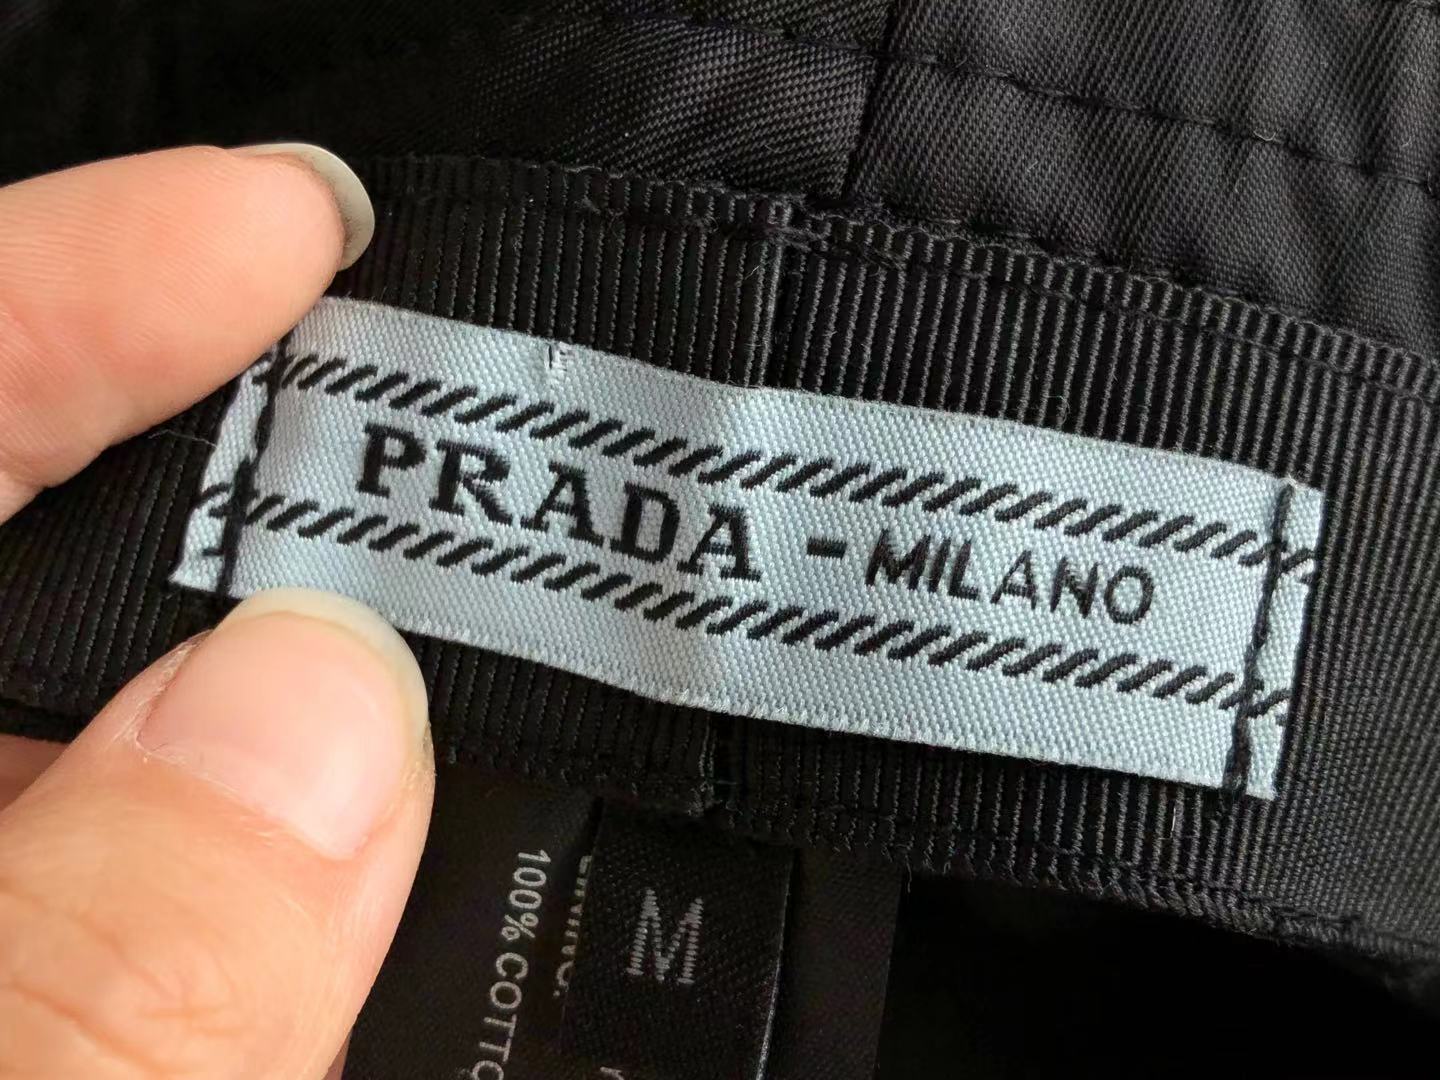 PRADA - MILANO
M
100% COTTO